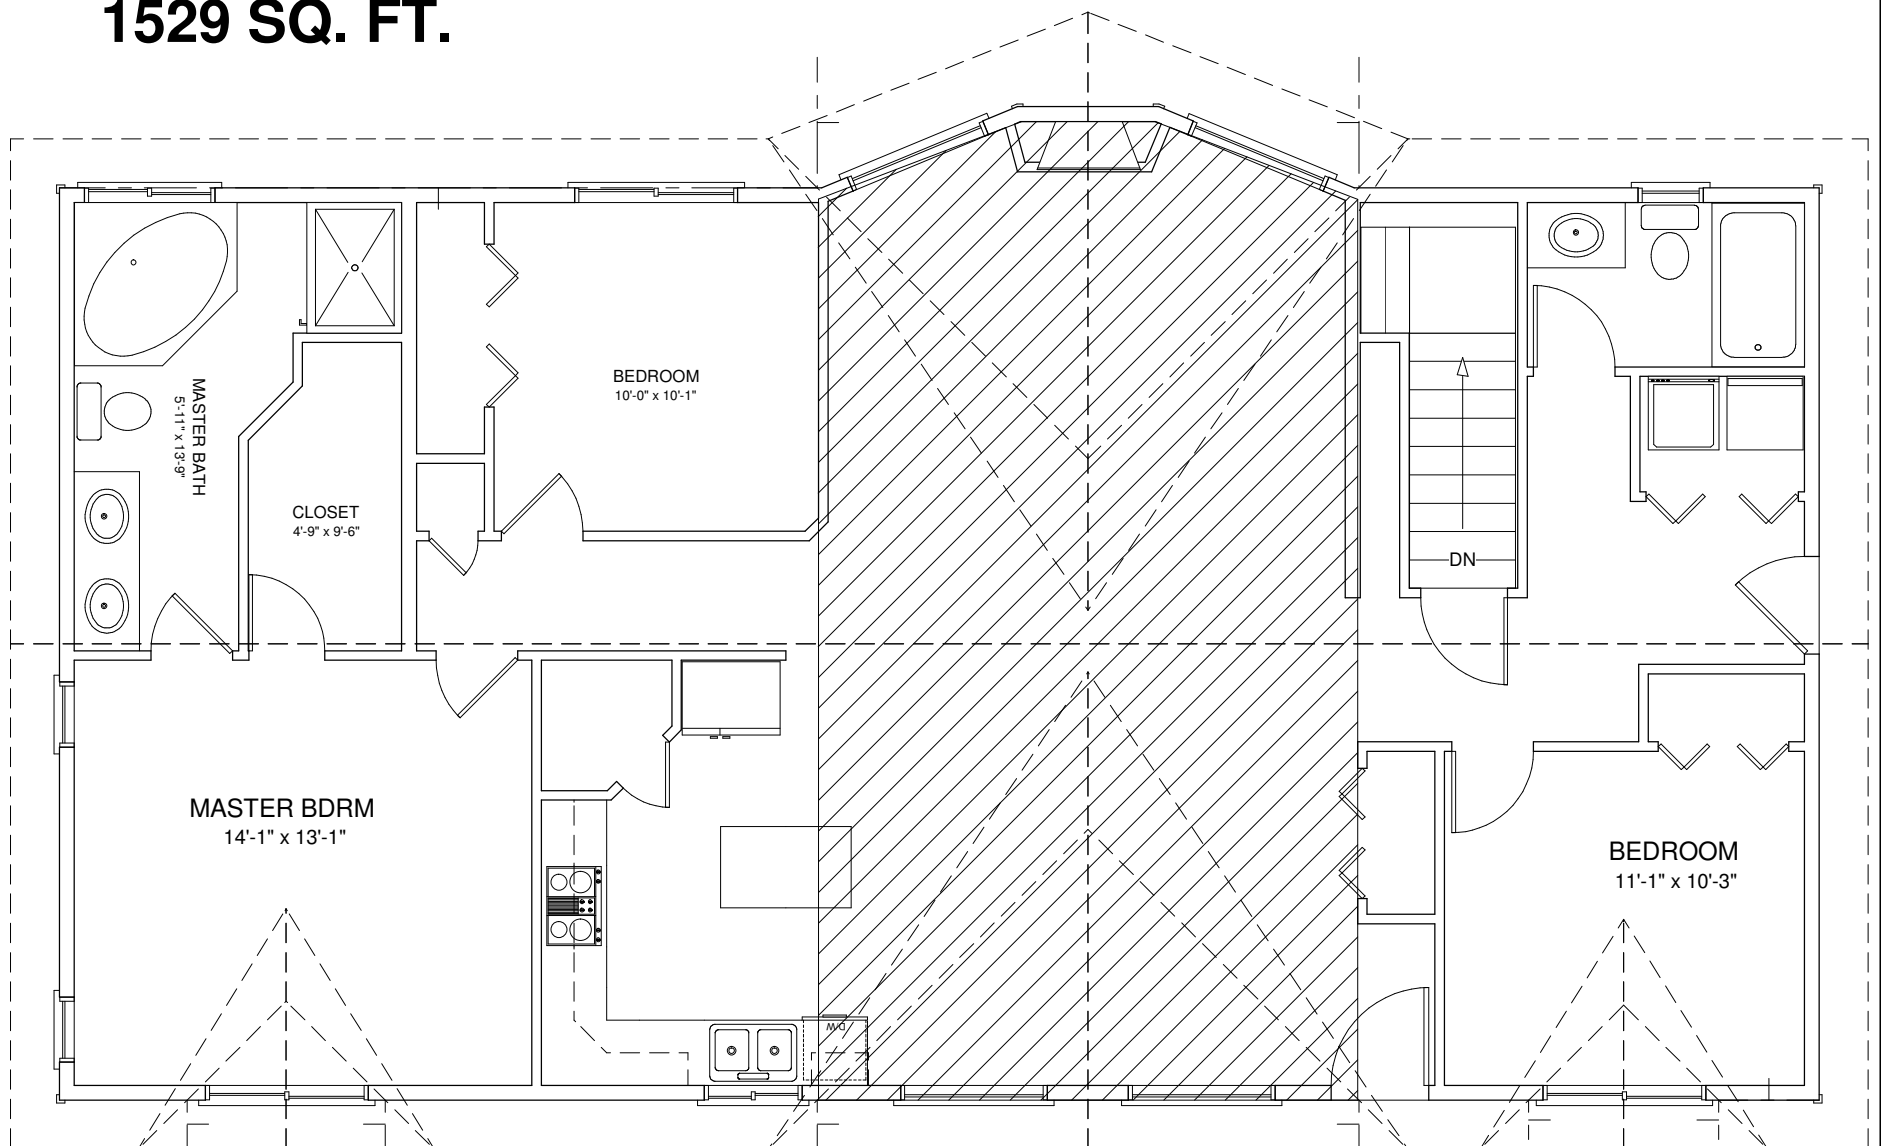 1529 SQ. FT.
MASTER BATH
5'-11" x 13'-9"
CLOSET
4'-9" x 9'-6"
BEDROOM
10'-0" x 10'-1"
DN
MASTER BDRM
14'-1" x 13'-1"
BEDROOM
11'-1" x 10'-3"
D/W